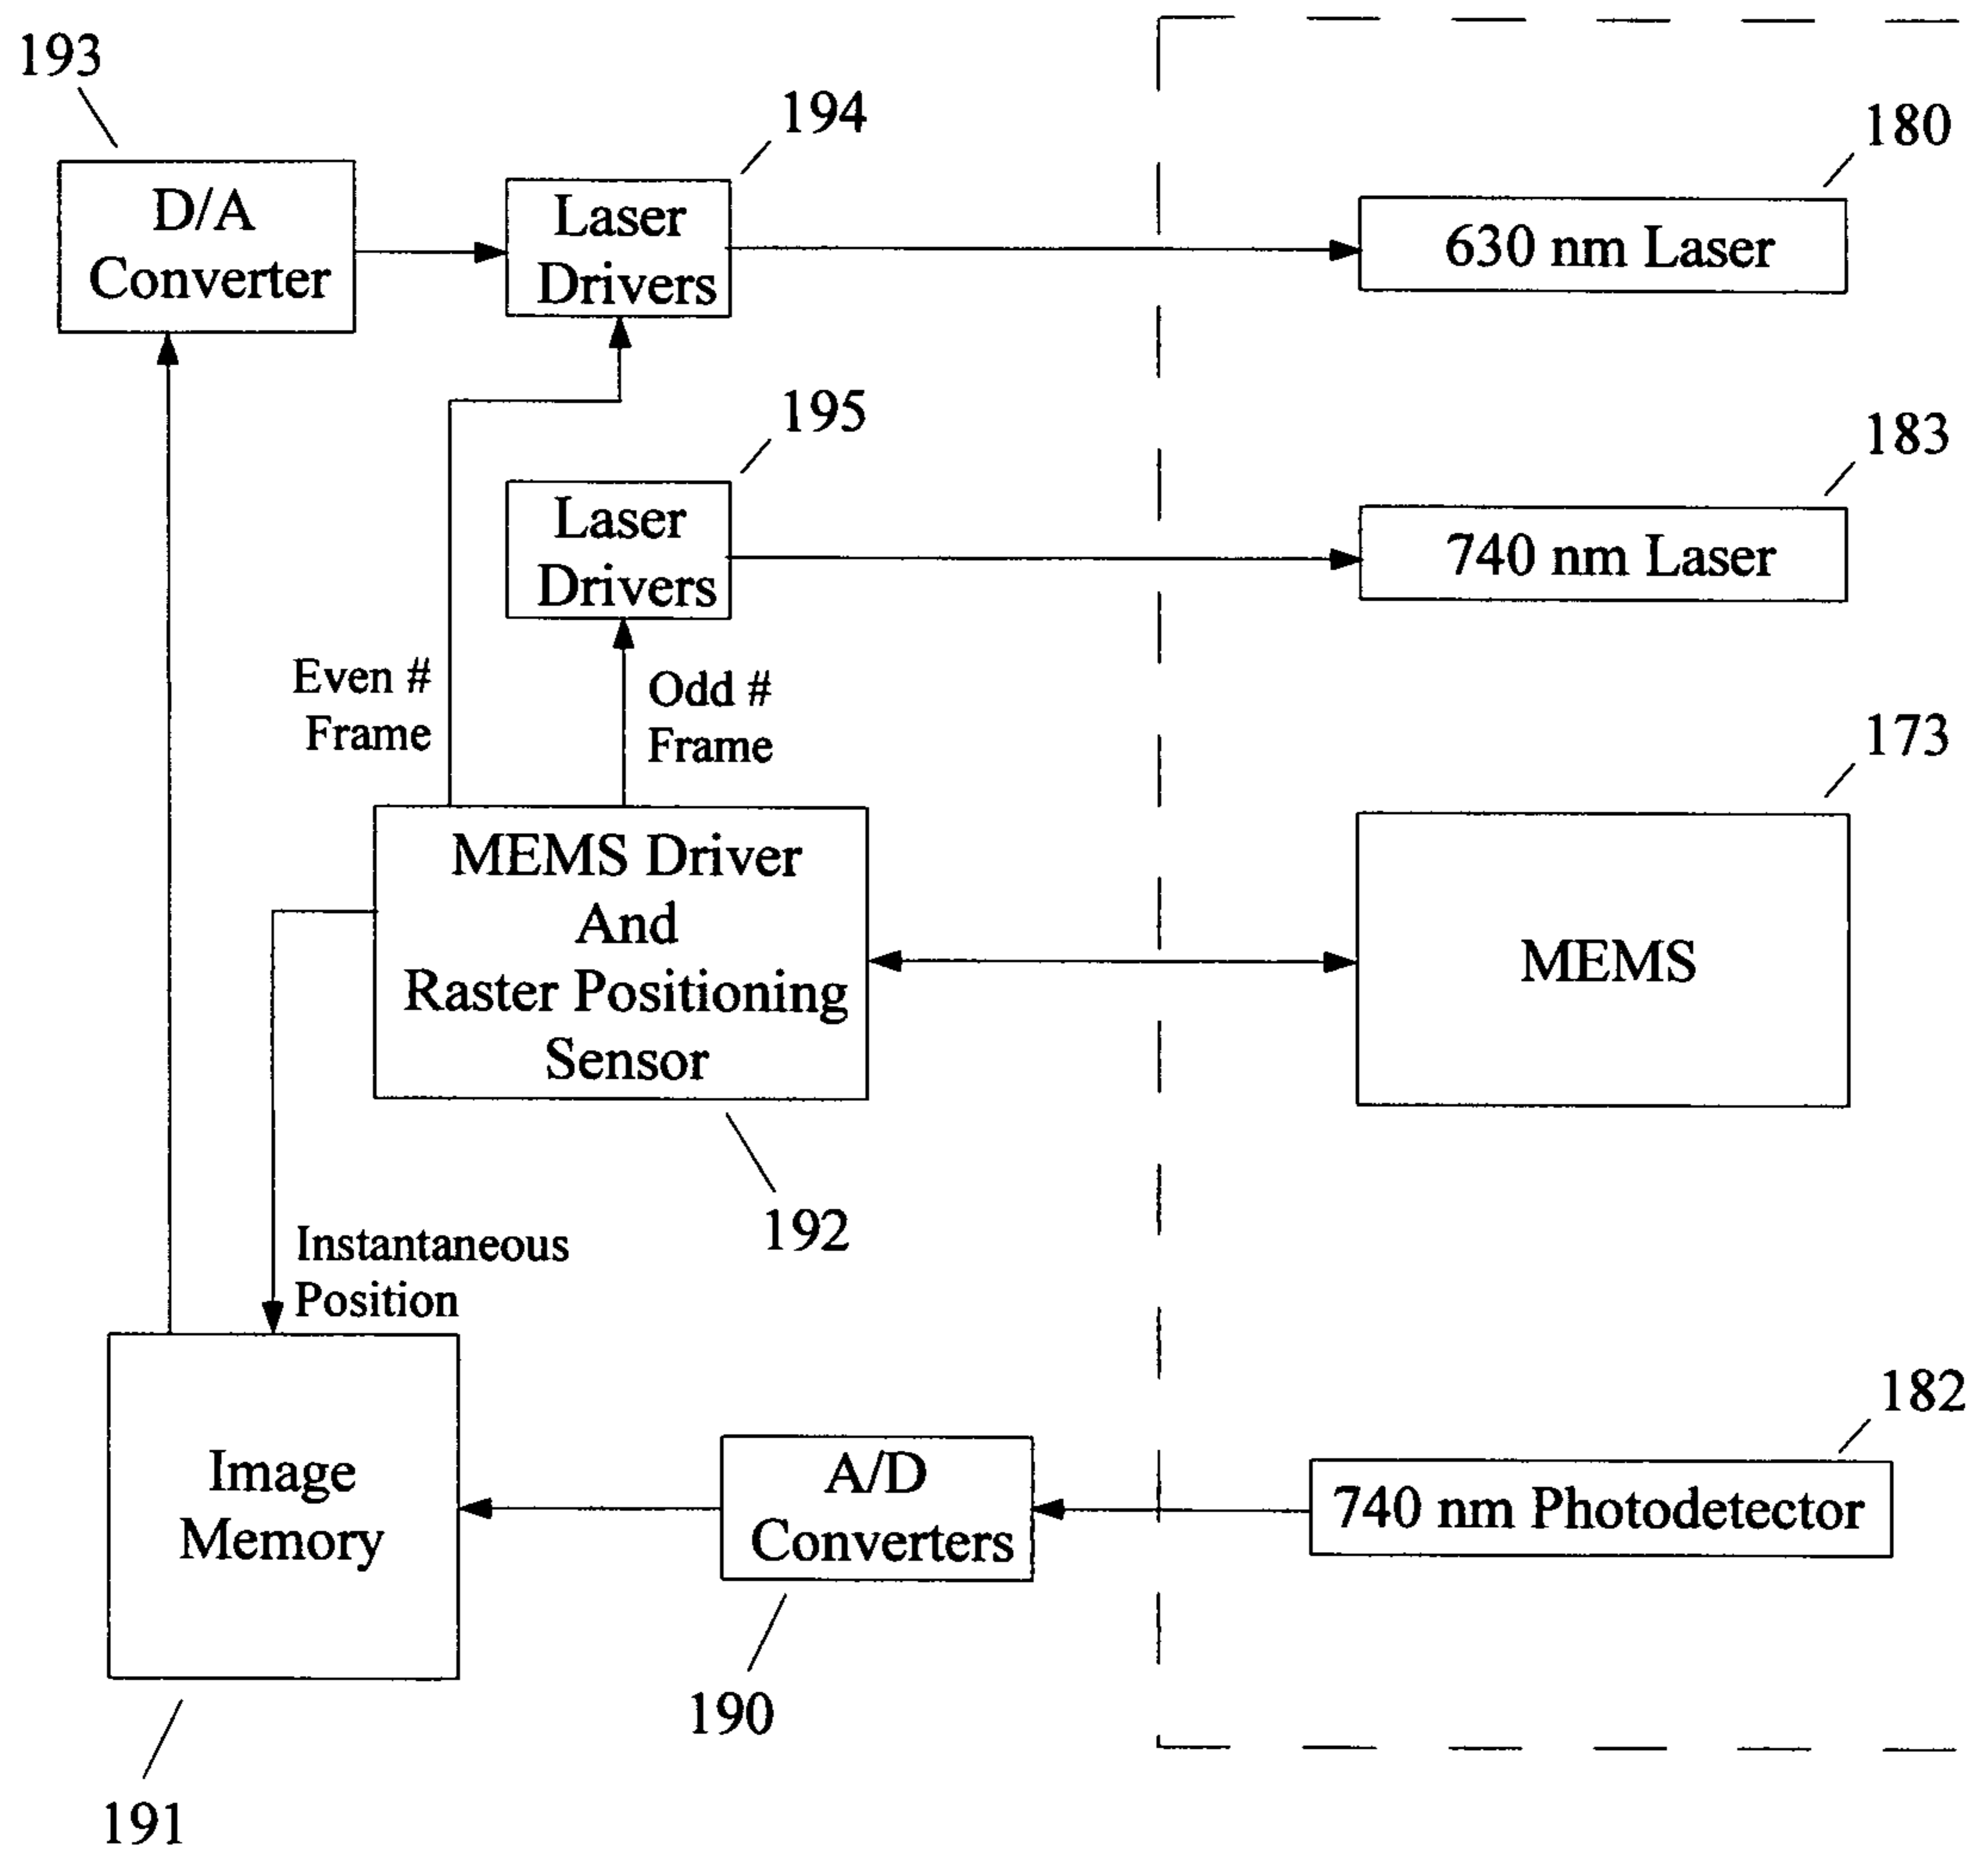 193
194
180
D/A
Converter
Laser
Drivers
630 nm Laser
195
183
Laser
Drivers
740 nm Laser
Even #
Frame
Odd #
Frame
173
MEMS Driver
And
Raster Positioning
Sensor
MEMS
192
Instantaneous
Position
182
Image
Memory
A/D
Converters
740 nm Photodetector
190
191